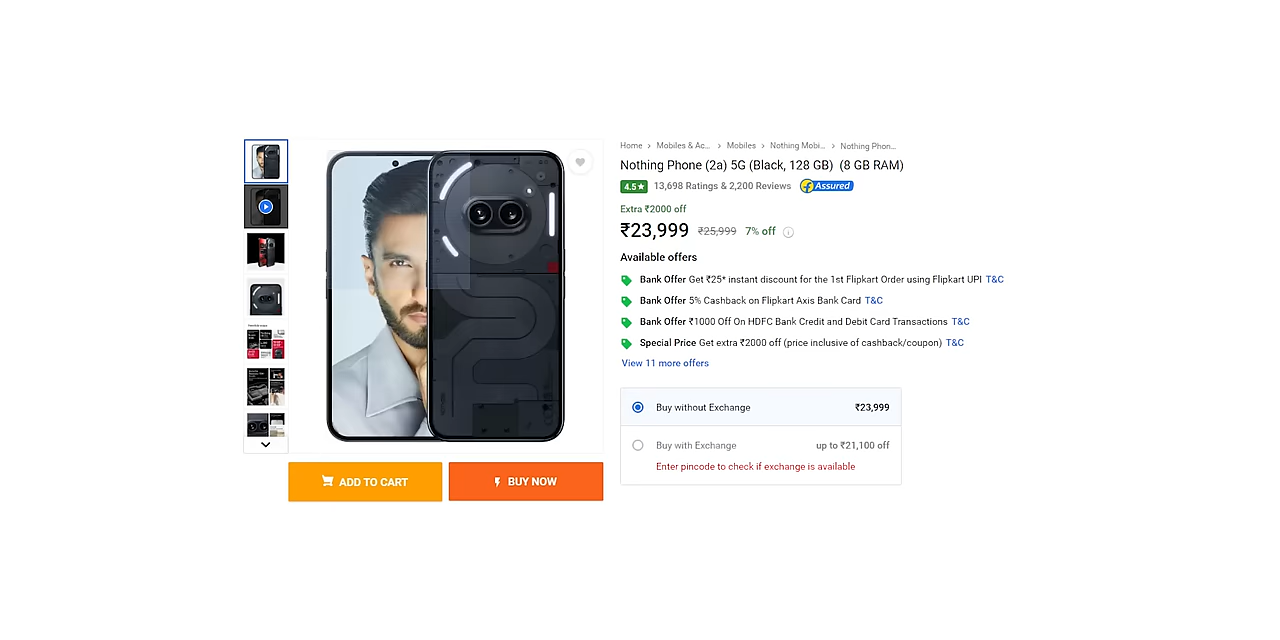 Home > Mobiles & Ac... > Mobiles > Nothing Mobi... > Nothing Phon...
Nothing Phone (2a) 5G (Black, 128 GB) (8 GB RAM)
4.5★ 13,698 Ratings & 2,200 Reviews Assured
Extra ₹2000 off
₹23,999 ₹25,999 7% off
Available offers
Bank Offer Get ₹25* instant discount for the 1st Flipkart Order using Flipkart UPI T&C
Bank Offer 5% Cashback on Flipkart Axis Bank Card T&C
Bank Offer ₹1000 Off On HDFC Bank Credit and Debit Card Transactions T&C
Special Price Get extra ₹2000 off (price inclusive of cashback/coupon) T&C
View 11 more offers
Buy without Exchange ₹23,999
Buy with Exchange up to ₹21,100 off
Enter pincode to check if exchange is available
ADD TO CART
BUY NOW